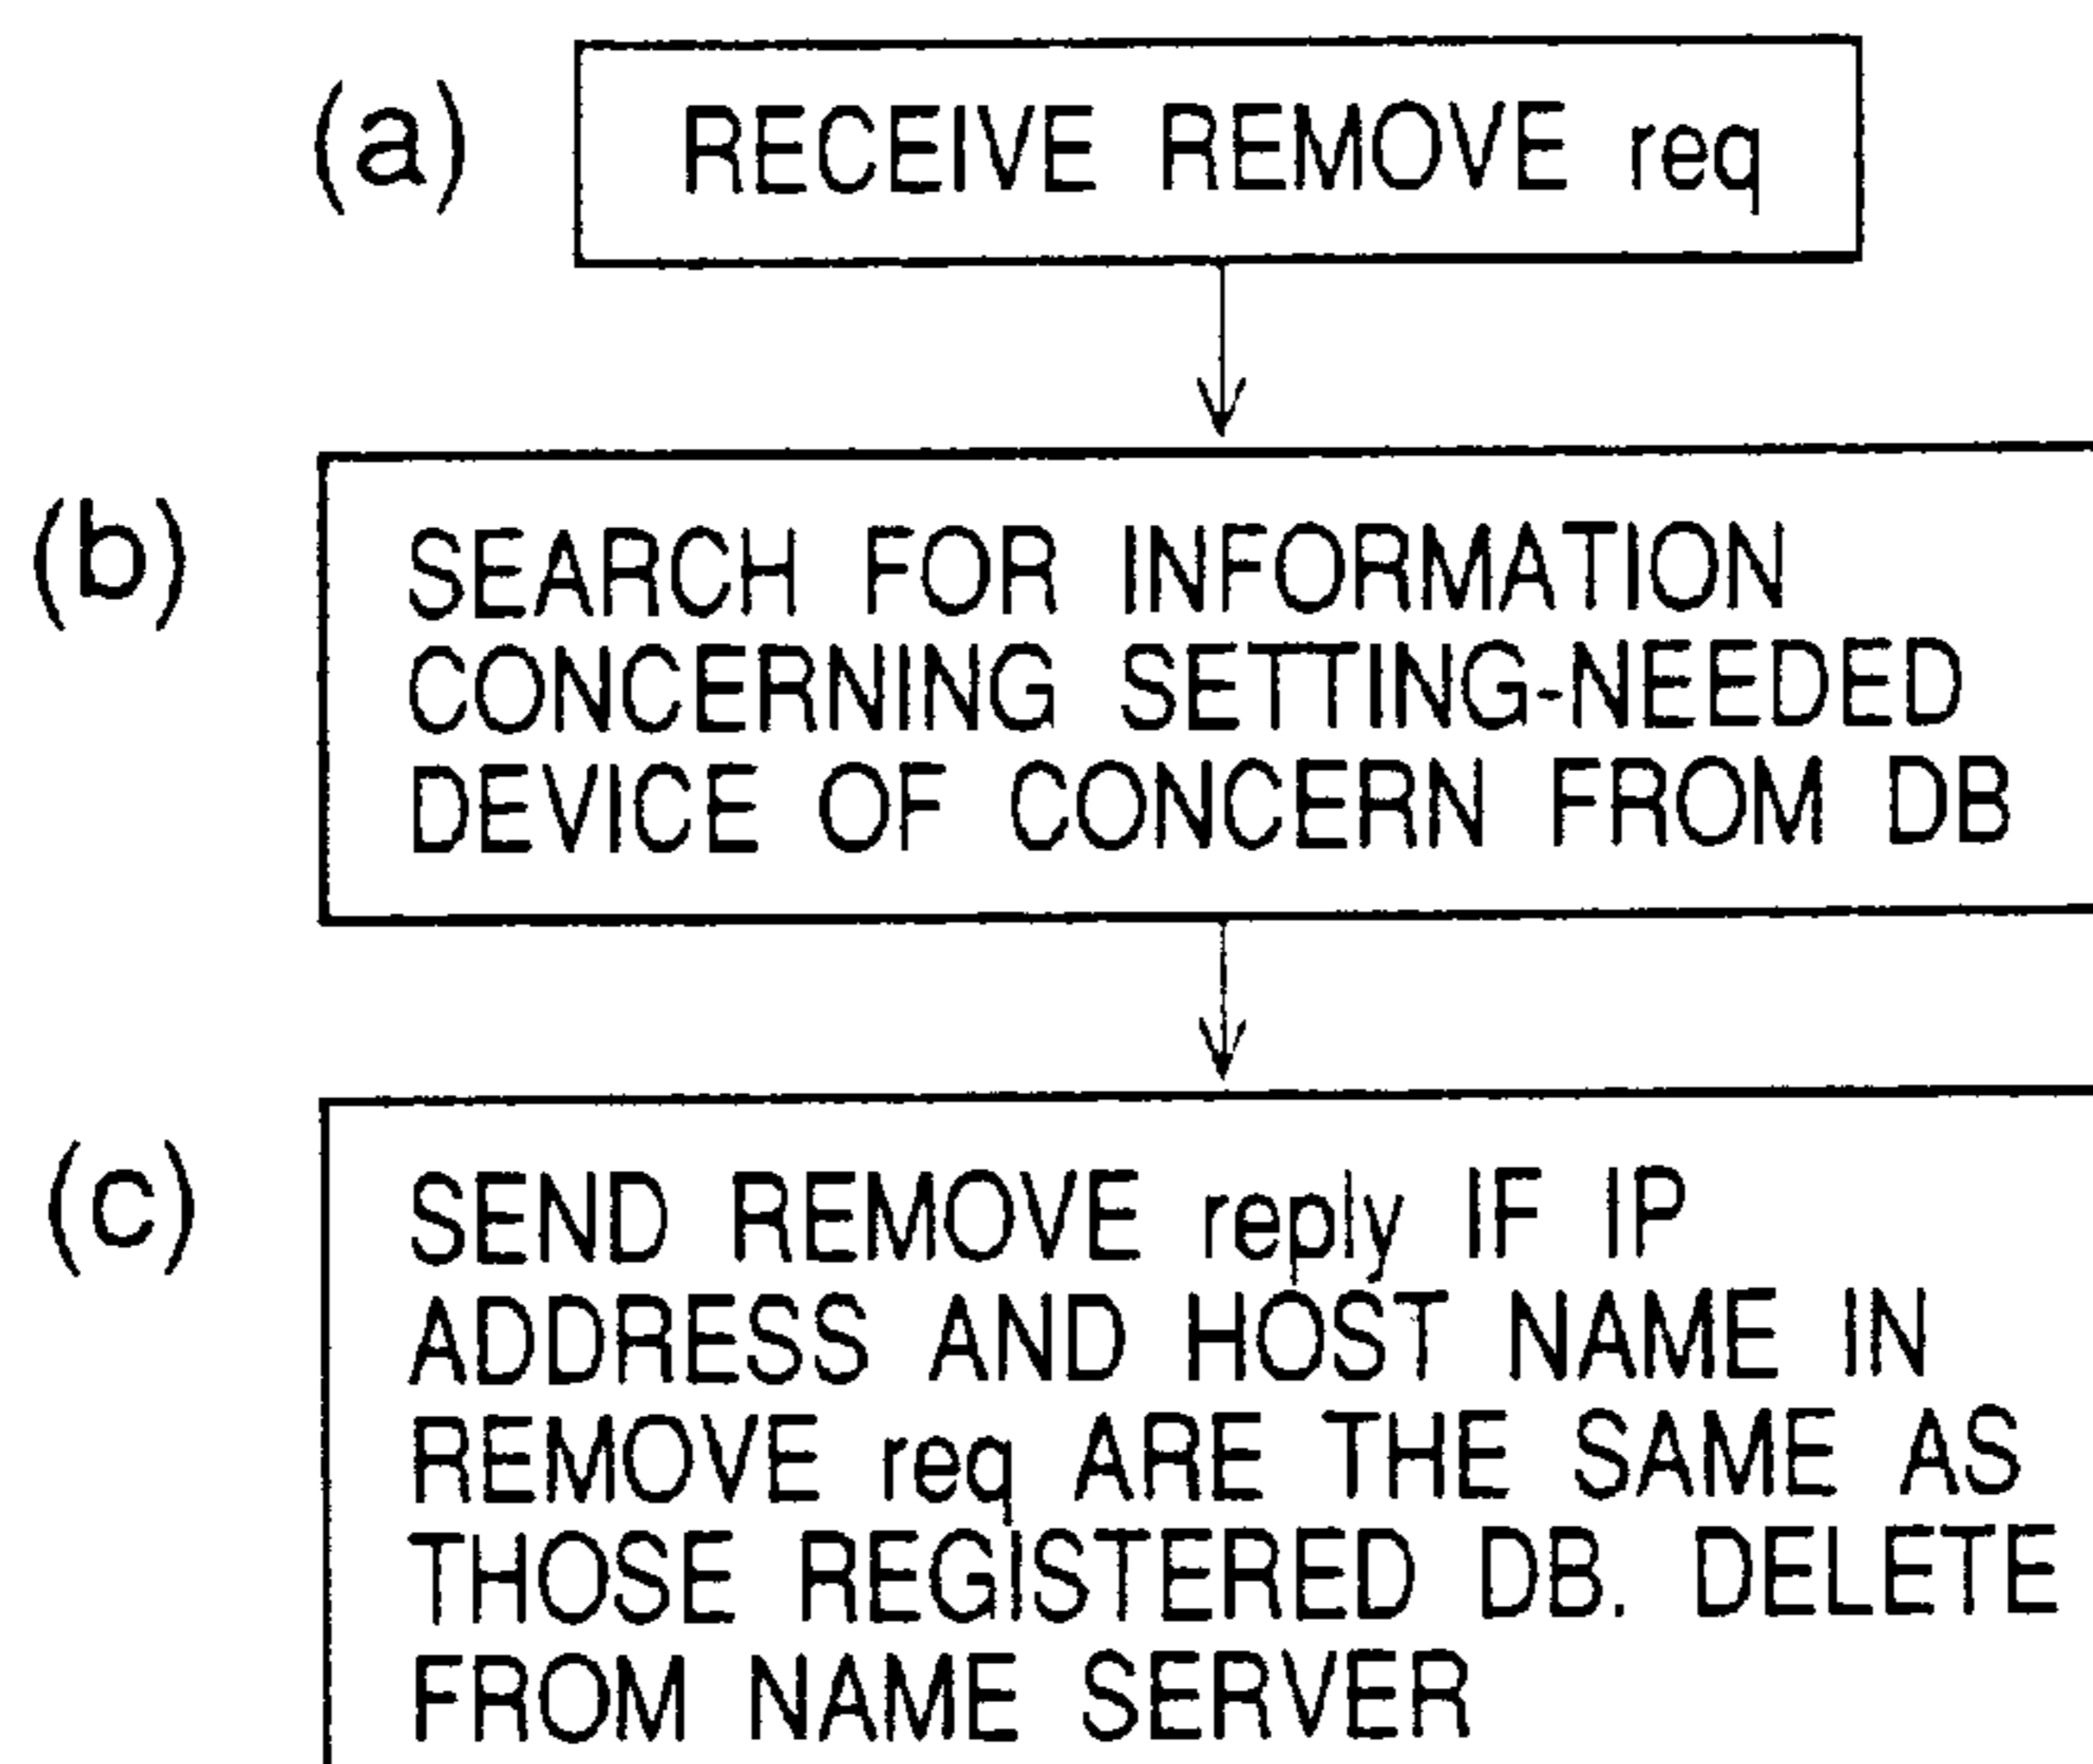 (a) RECEIVE REMOVE req
(b) SEARCH FOR INFORMATION
CONCERNING SETTING-NEEDED
DEVICE OF CONCERN FROM DB
(c) SEND REMOVE reply IF IP
ADDRESS AND HOST NAME IN
REMOVE req ARE THE SAME AS
THOSE REGISTERED DB. DELETE
FROM NAME SERVER